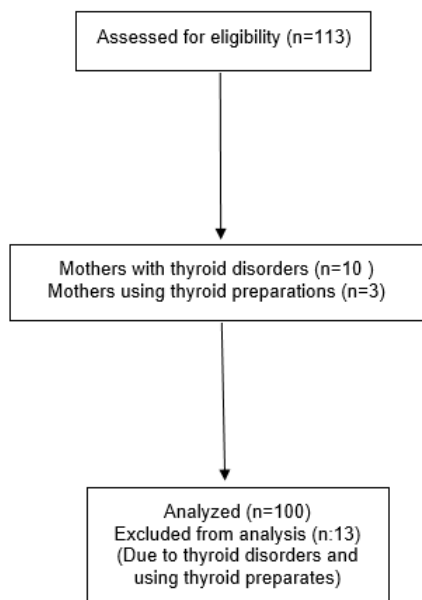 Assessed for eligibility (n=113)
Mothers with thyroid disorders (n=10 )
Mothers using thyroid preparations (n=3)
Analyzed (n=100)
Excluded from analysis (n:13)
(Due to thyroid disorders and
using thyroid preparates)